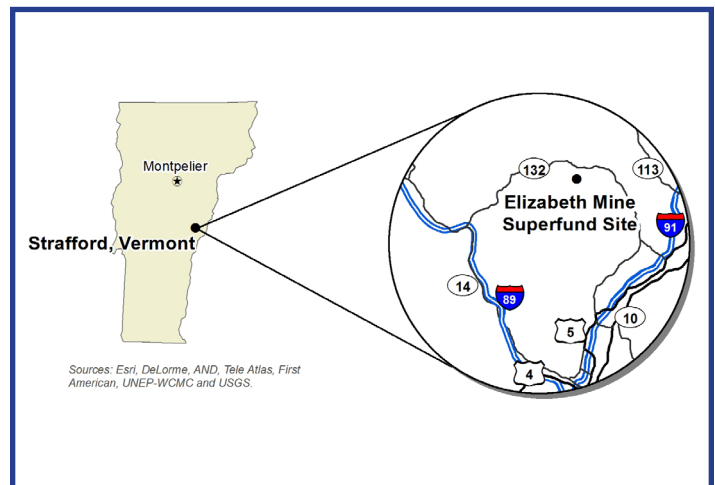 Montpelier
Strafford, Vermont
Sources: Esri, DeLorme, AND, Tele Atlas, First
American, UNEP-WCMC and USGS.
132
113
Elizabeth Mine
Superfund Site
91
14
89
10
5
4